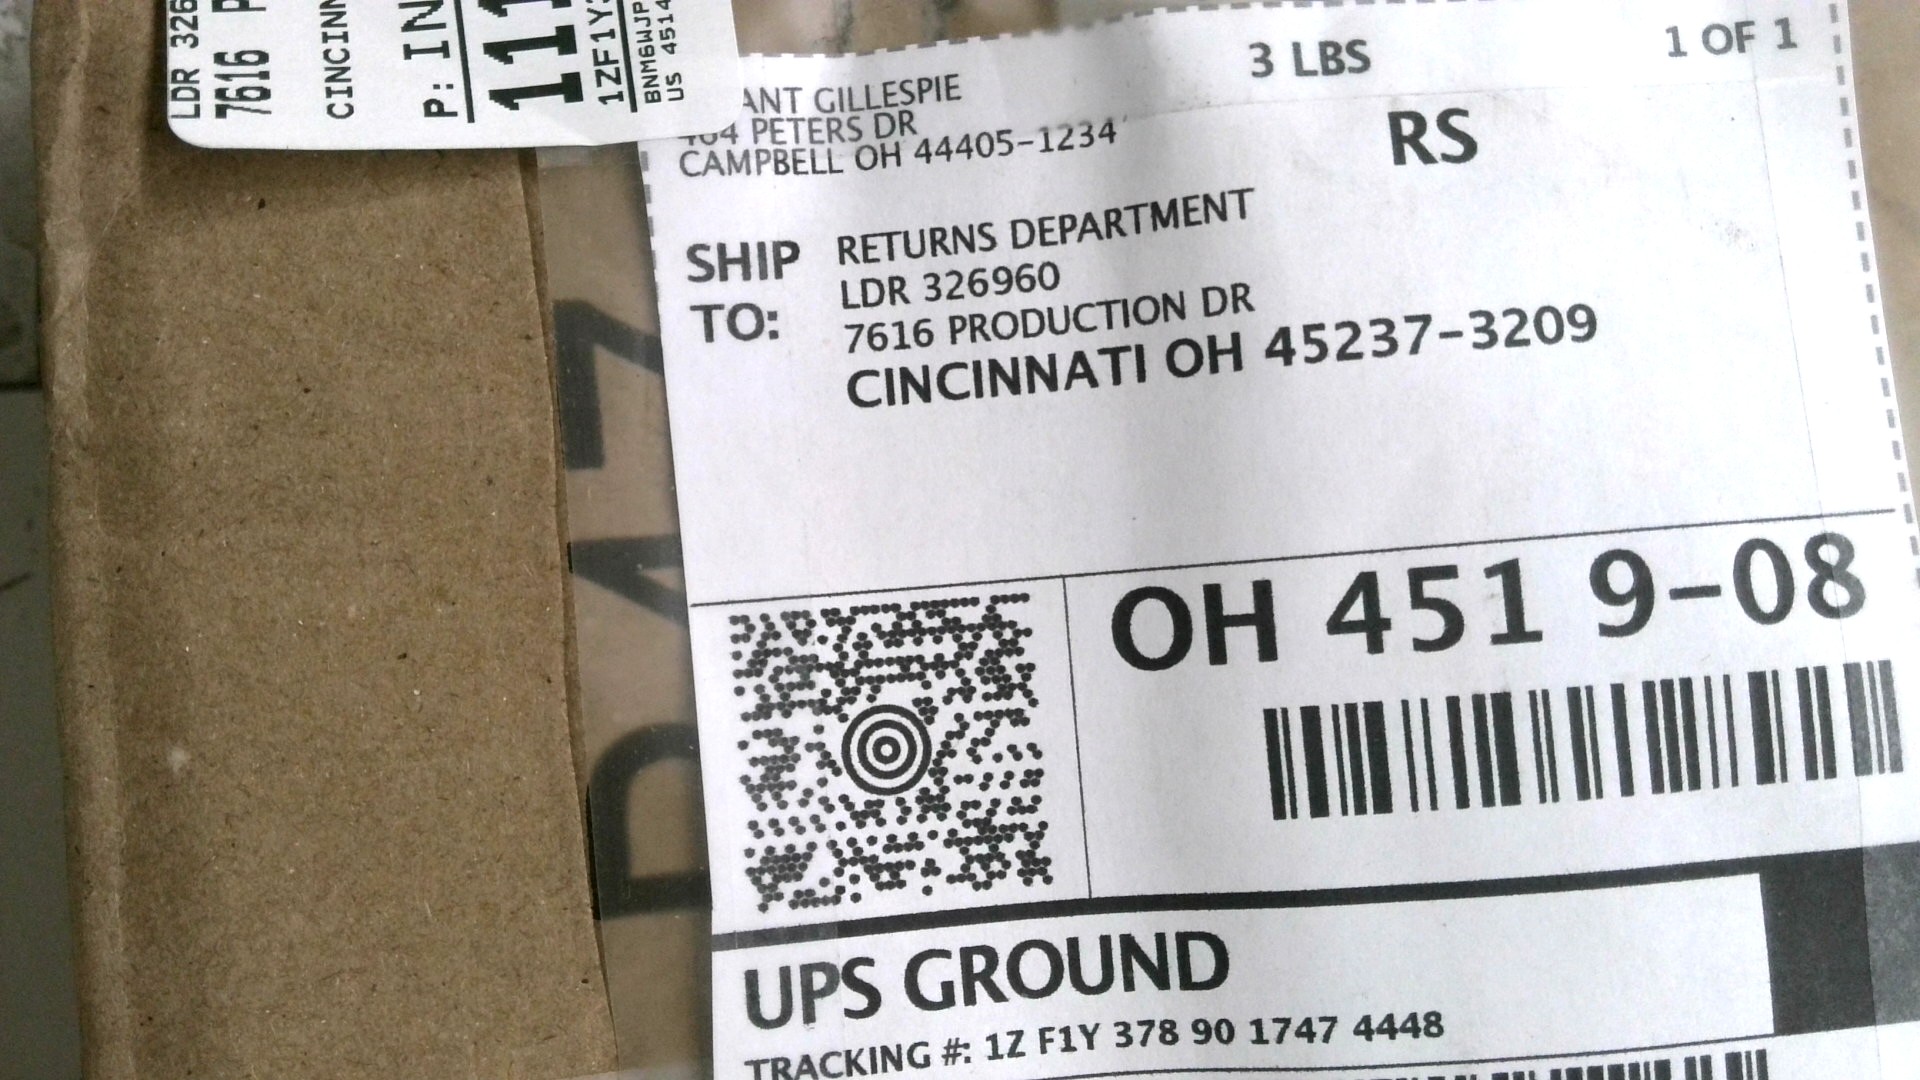 LDR 326
7616 P
CINCINN
P: IN
111
1ZF1Y
BNM6WJP
US 4514
3 LBS
1 OF 1
ANT GILLESPIE
404 PETERS DR
CAMPBELL OH 44405-1234
RS
SHIP TO:
RETURNS DEPARTMENT
LDR 326960
7616 PRODUCTION DR
CINCINNATI OH 45237-3209
OH 451 9-08
UPS GROUND
TRACKING #: 1Z F1Y 378 90 1747 4448